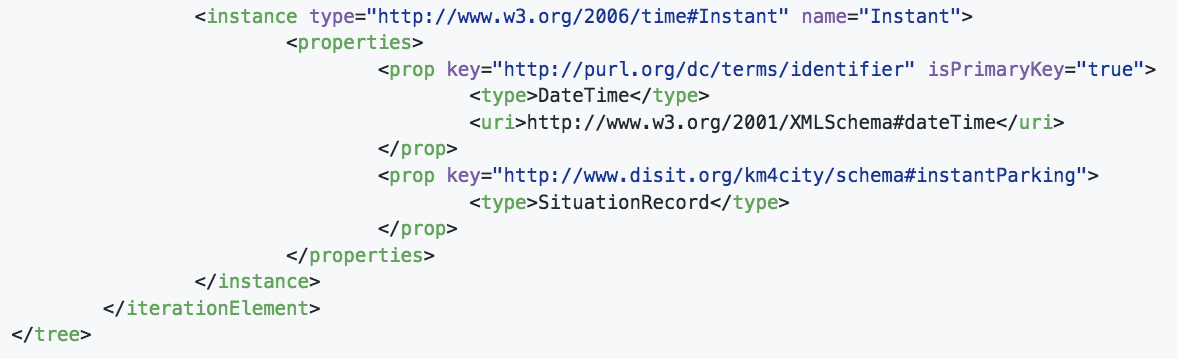 <instance type="http://www.w3.org/2006/time#Instant" name="Instant">
<properties>
<prop key="http://purl.org/dc/terms/identifier" isPrimaryKey="true">
<type>DateTime</type>
<uri>http://www.w3.org/2001/XMLSchema#dateTime</uri>
</prop>
<prop key="http://www.disit.org/km4city/schema#instantParking">
<type>SituationRecord</type>
</prop>
</properties>
</instance>
</iterationElement>
</tree>